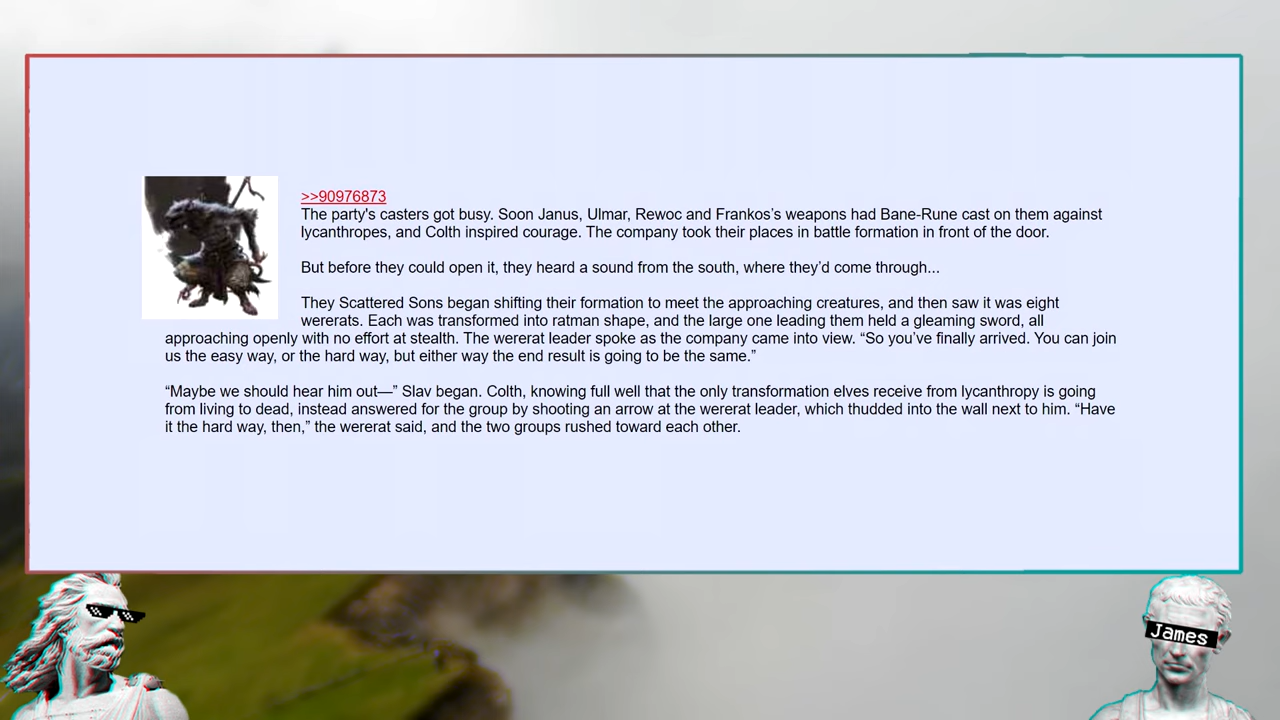 >>90976873
The party's casters got busy. Soon Janus, Ulmar, Rewoc and Frankos’s weapons had Bane-Rune cast on them against
lycanthropes, and Colth inspired courage. The company took their places in battle formation in front of the door.
But before they could open it, they heard a sound from the south, where they’d come through...
They Scattered Sons began shifting their formation to meet the approaching creatures, and then saw it was eight
wererats. Each was transformed into ratman shape, and the large one leading them held a gleaming sword, all
approaching openly with no effort at stealth. The wererat leader spoke as the company came into view. “So you’ve finally arrived. You can join
us the easy way, or the hard way, but either way the end result is going to be the same.”
“Maybe we should hear him out—” Slav began. Colth, knowing full well that the only transformation elves receive from lycanthropy is going
from living to dead, instead answered for the group by shooting an arrow at the wererat leader, which thudded into the wall next to him. “Have
it the hard way, then,” the wererat said, and the two groups rushed toward each other.
James